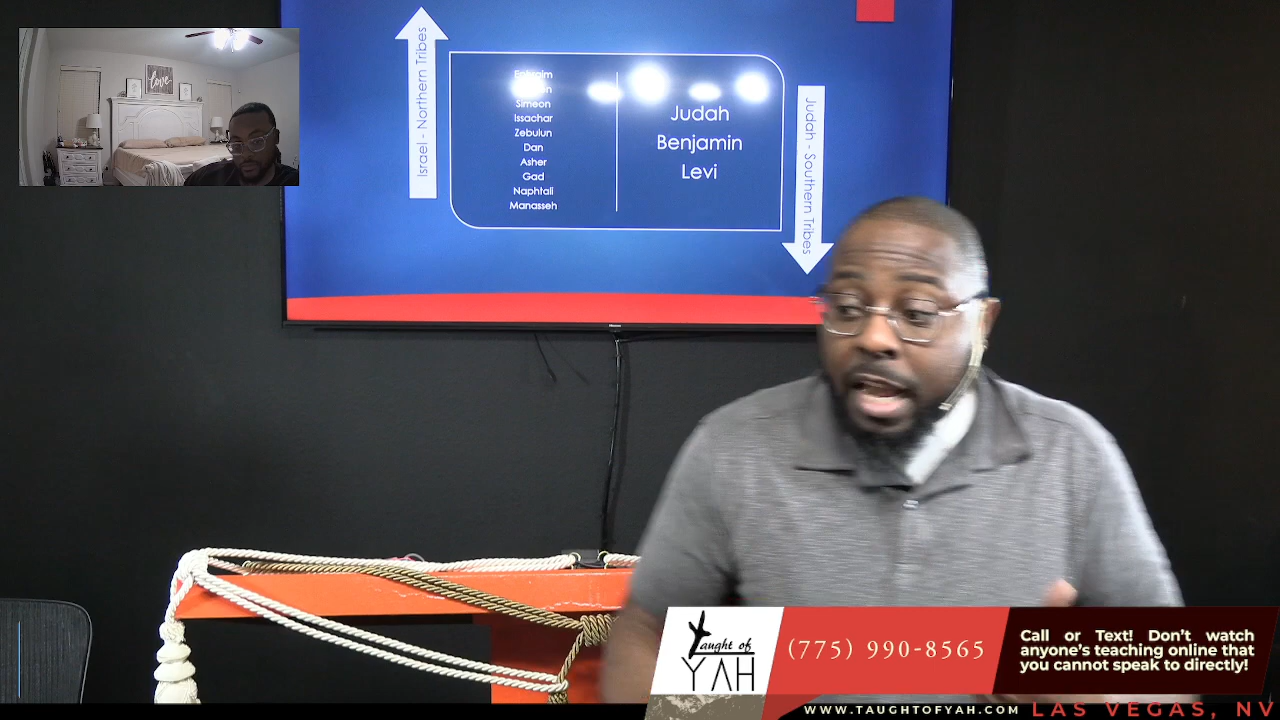 love
Israel - Northern Tribes
Ephraim
Simeon
Issachar
Zebulun
Dan
Asher
Gad
Naphtali
Manasseh
Judah
Benjamin
Levi
Judah - Southern Tribes
Taught of
YAH
(775) 990-8565
Call or Text! Don't watch
anyone's teaching online that
you cannot speak to directly!
WWW.TAUGHTOFYAH.COM
LAS VEGAS, NV